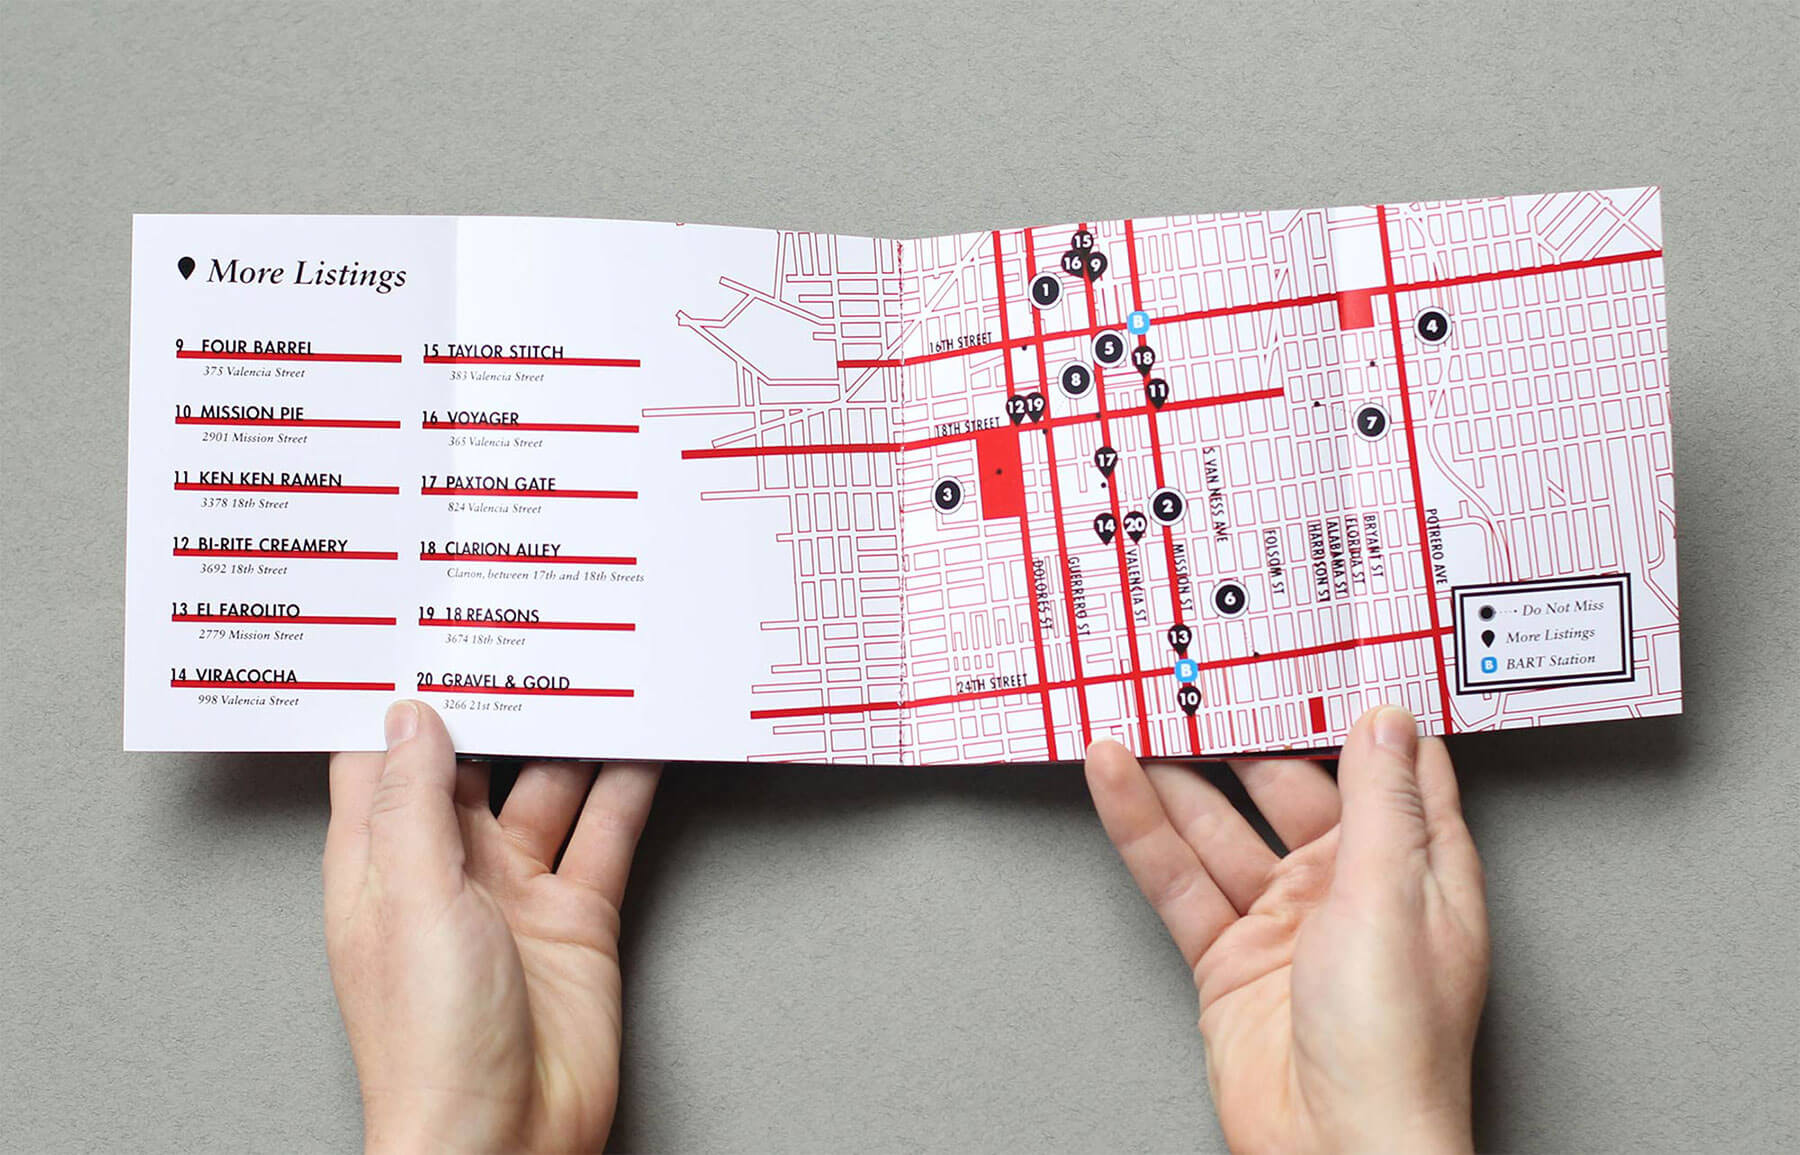 More Listings
9 FOUR BARREL
375 Valencia Street
10 MISSION PIE
2901 Mission Street
11 KEN KEN RAMEN
3378 18th Street
12 BI-RITE CREAMERY
3692 18th Street
13 EL FAROLITO
2779 Mission Street
14 VIRACOCHA
998 Valencia Street
15 TAYLOR STITCH
383 Valencia Street
16 VOYAGER
365 Valencia Street
17 PAXTON GATE
824 Valencia Street
18 CLARION ALLEY
Clarion, between 17th and 18th Streets
19 18 REASONS
3674 18th Street
20 GRAVEL & GOLD
3266 21st Street
15
16
9
1
B
16TH STREET
5
18
4
8
11
12
19
18TH STREET
7
17
3
2
14
20
S VAN NESS AVE
DOLORES ST
GUERRERO ST
VALENCIA ST
MISSION ST
FOLSOM ST
HARRISON ST
ALABAMA ST
FLORIDA ST
BRYANT ST
POTRERO AVE
6
13
B
24TH STREET
10
Do Not Miss
More Listings
B BART Station